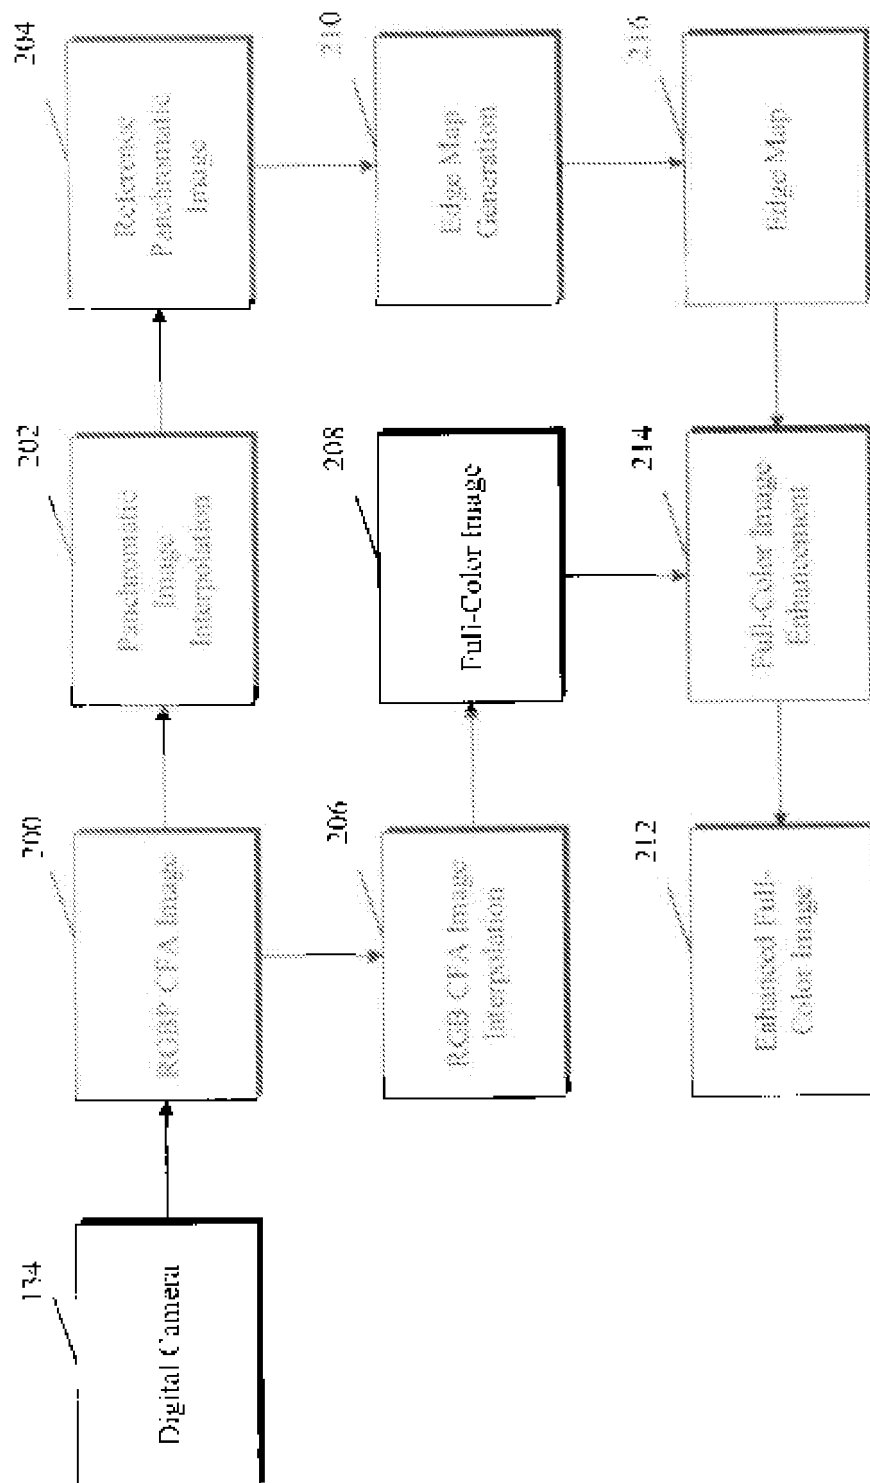 134
Digital Camera
200
RGBP CFA Image
202
Panchromatic
Image
Interpolation
204
Reference
Panchromatic
Image
206
RGB CFA Image
Interpolation
208
Full-Color Image
210
Edge Map
Generation
212
Enhanced Full-
Color Image
214
Full-Color Image
Enhancement
216
Edge Map